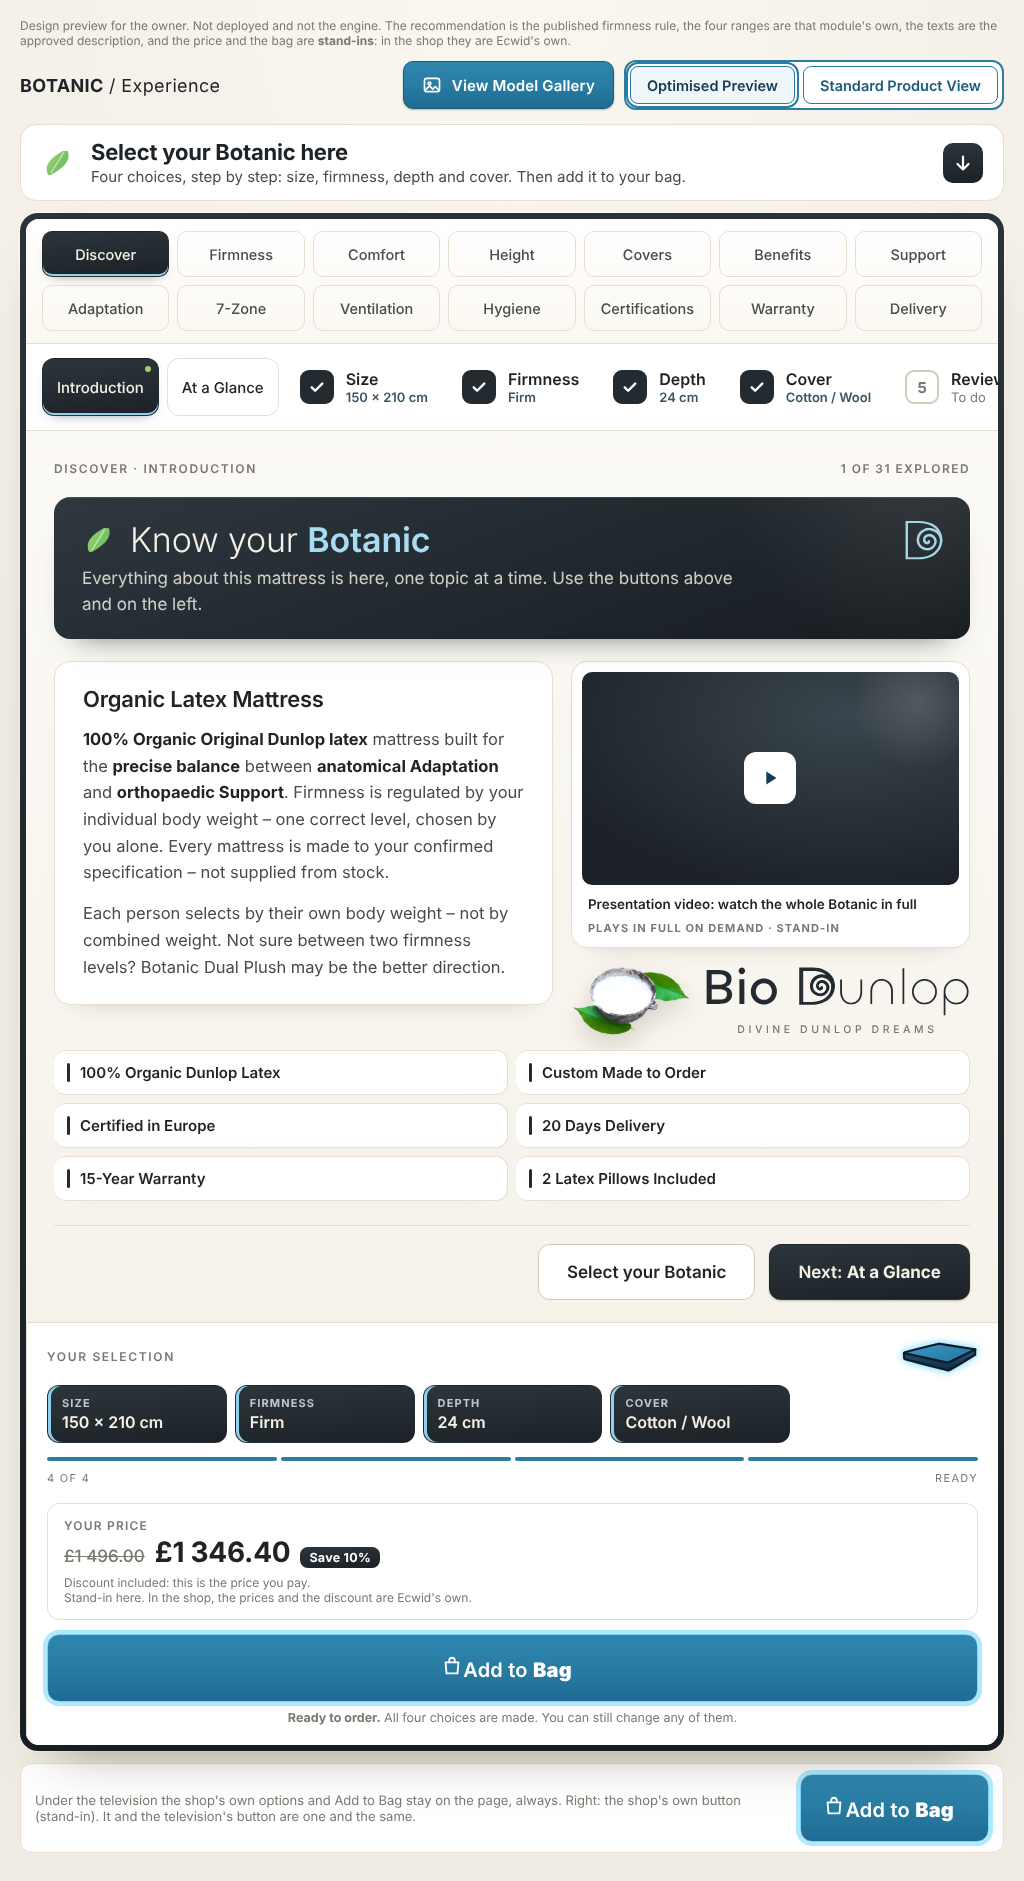 Design preview for the owner. Not deployed and not the engine. The recommendation is the published firmness rule, the four ranges are that module's own, the texts are the
approved description, and the price and the bag are stand-ins: in the shop they are Ecwid's own.
BOTANIC / Experience
View Model Gallery
Optimised Preview
Standard Product View
Select your Botanic here
Four choices, step by step: size, firmness, depth and cover. Then add it to your bag.
Discover
Firmness
Comfort
Height
Covers
Benefits
Support
Adaptation
7-Zone
Ventilation
Hygiene
Certifications
Warranty
Delivery
Introduction
At a Glance
Size
150 × 210 cm
Firmness
Firm
Depth
24 cm
Cover
Cotton / Wool
5
Review
To do
DISCOVER · INTRODUCTION
1 OF 31 EXPLORED
Know your Botanic
Everything about this mattress is here, one topic at a time. Use the buttons above
and on the left.
Organic Latex Mattress
100% Organic Original Dunlop latex mattress built for
the precise balance between anatomical Adaptation
and orthopaedic Support. Firmness is regulated by your
individual body weight – one correct level, chosen by
you alone. Every mattress is made to your confirmed
specification – not supplied from stock.
Each person selects by their own body weight – not by
combined weight. Not sure between two firmness
levels? Botanic Dual Plush may be the better direction.
Presentation video: watch the whole Botanic in full
PLAYS IN FULL ON DEMAND · STAND-IN
Bio Dunlop
DIVINE DUNLOP DREAMS
100% Organic Dunlop Latex
Custom Made to Order
Certified in Europe
20 Days Delivery
15-Year Warranty
2 Latex Pillows Included
Select your Botanic
Next: At a Glance
YOUR SELECTION
SIZE
150 × 210 cm
FIRMNESS
Firm
DEPTH
24 cm
COVER
Cotton / Wool
4 OF 4
READY
YOUR PRICE
£1 496.00 £1 346.40 Save 10%
Discount included: this is the price you pay.
Stand-in here. In the shop, the prices and the discount are Ecwid's own.
Add to Bag
Ready to order. All four choices are made. You can still change any of them.
Under the television the shop's own options and Add to Bag stay on the page, always. Right: the shop's own button
(stand-in). It and the television's button are one and the same.
Add to Bag